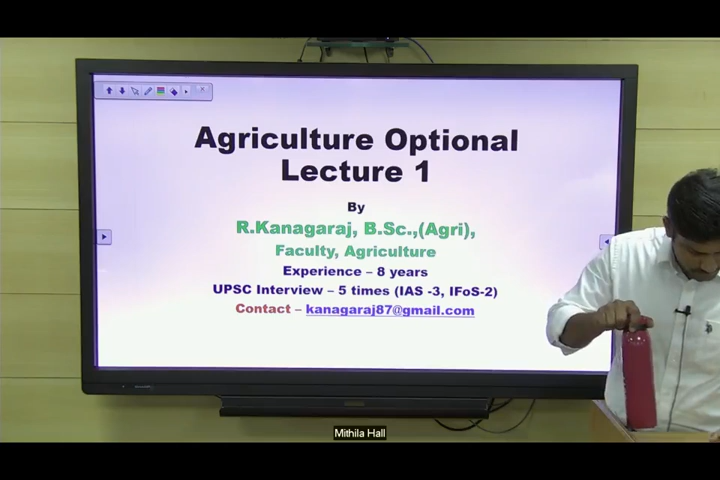 Agriculture Optional
Lecture 1
By
R.Kanagaraj, B.Sc.,(Agri),
Faculty, Agriculture
Experience – 8 years
UPSC Interview – 5 times (IAS -3, IFoS-2)
Contact – kanagaraj87@gmail.com
Mithila Hall